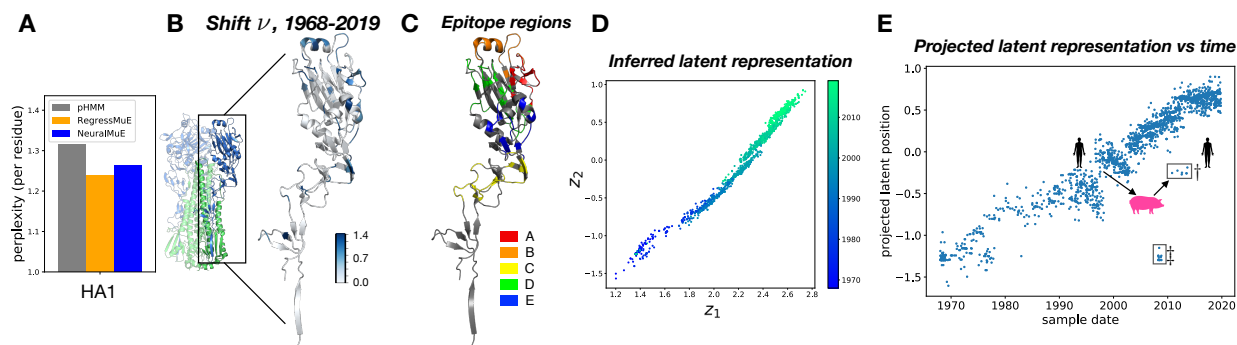 A
perplexity (per residue)
1.4
1.3
1.2
1.1
1.0
pHMM
RegressMuE
NeuralMuE
HA1
B
Shift ν, 1968-2019
1.4
1.2
0.8
0.4
0.0
C
Epitope regions
A
B
C
D
E
D
Inferred latent representation
z₂
0.5
0.0
−0.5
−1.0
−1.5
1.2 1.4 1.6 1.8 2.0 2.2 2.4 2.6 2.8
z₁
2010
2000
1990
1980
1970
E
Projected latent representation vs time
projected latent position
1.0
0.5
0.0
−0.5
−1.0
−1.5
†
‡
1970 1980 1990 2000 2010 2020
sample date